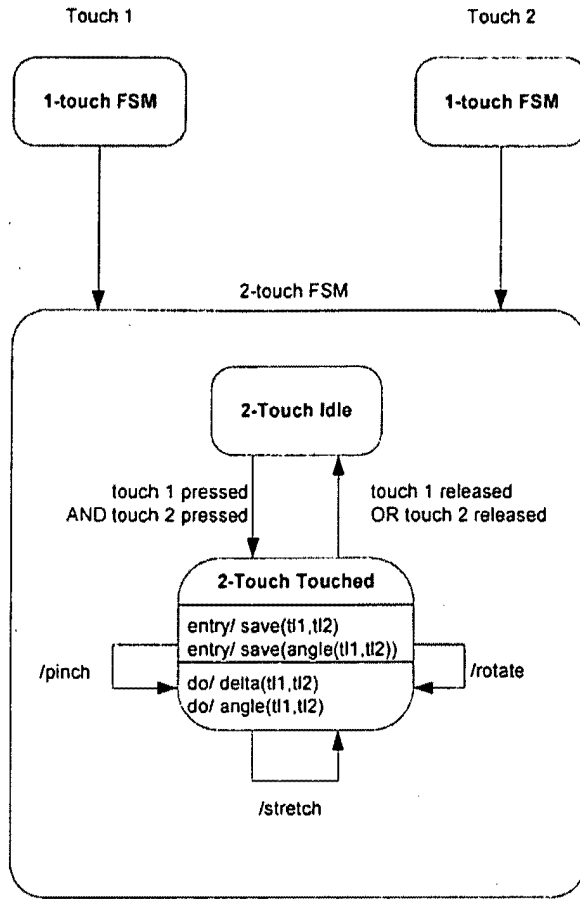 Touch 1
Touch 2
1-touch FSM
1-touch FSM
2-touch FSM
2-Touch Idle
touch 1 pressed
AND touch 2 pressed
touch 1 released
OR touch 2 released
2-Touch Touched
entry/ save(tl1,tl2)
entry/ save(angle(tl1,tl2))
/pinch
do/ delta(tl1,tl2)
do/ angle(tl1,tl2)
/rotate
/stretch